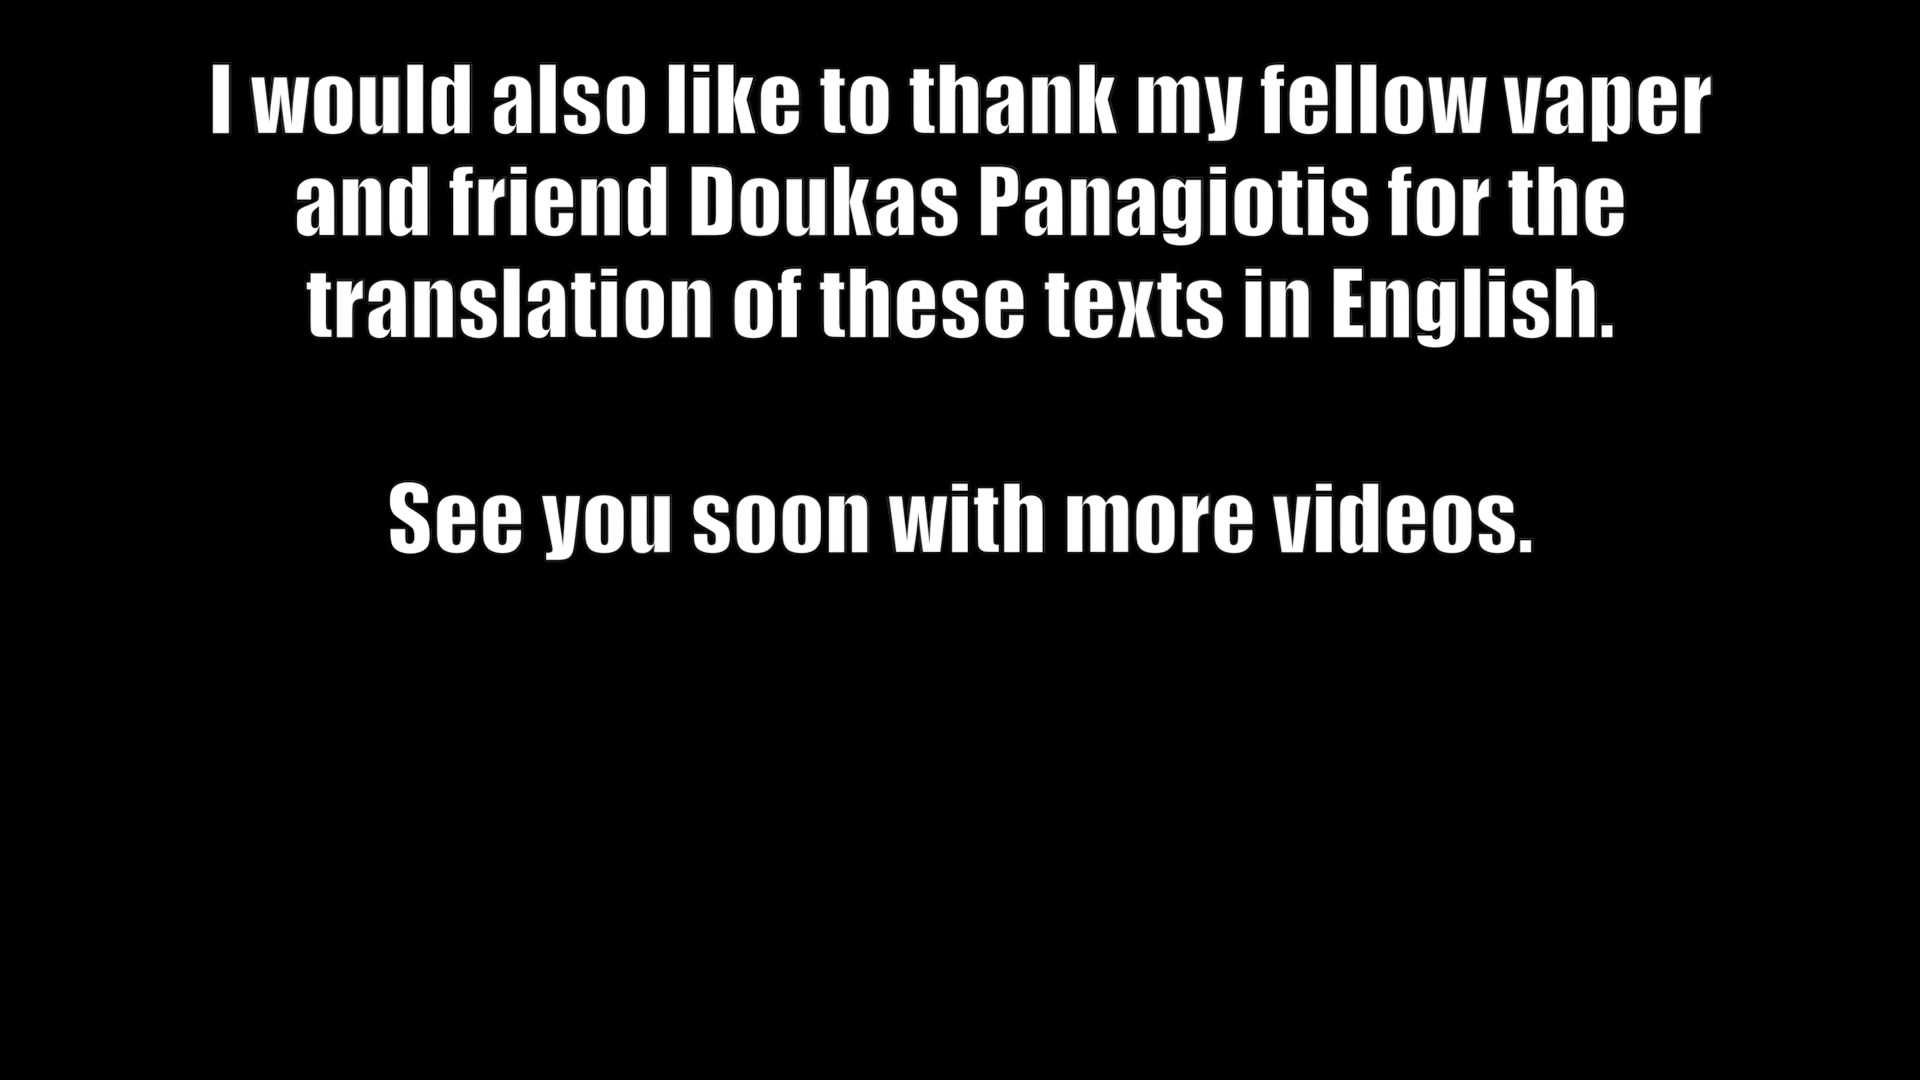 I would also like to thank my fellow vaper
and friend Doukas Panagiotis for the
translation of these texts in English.
See you soon with more videos.